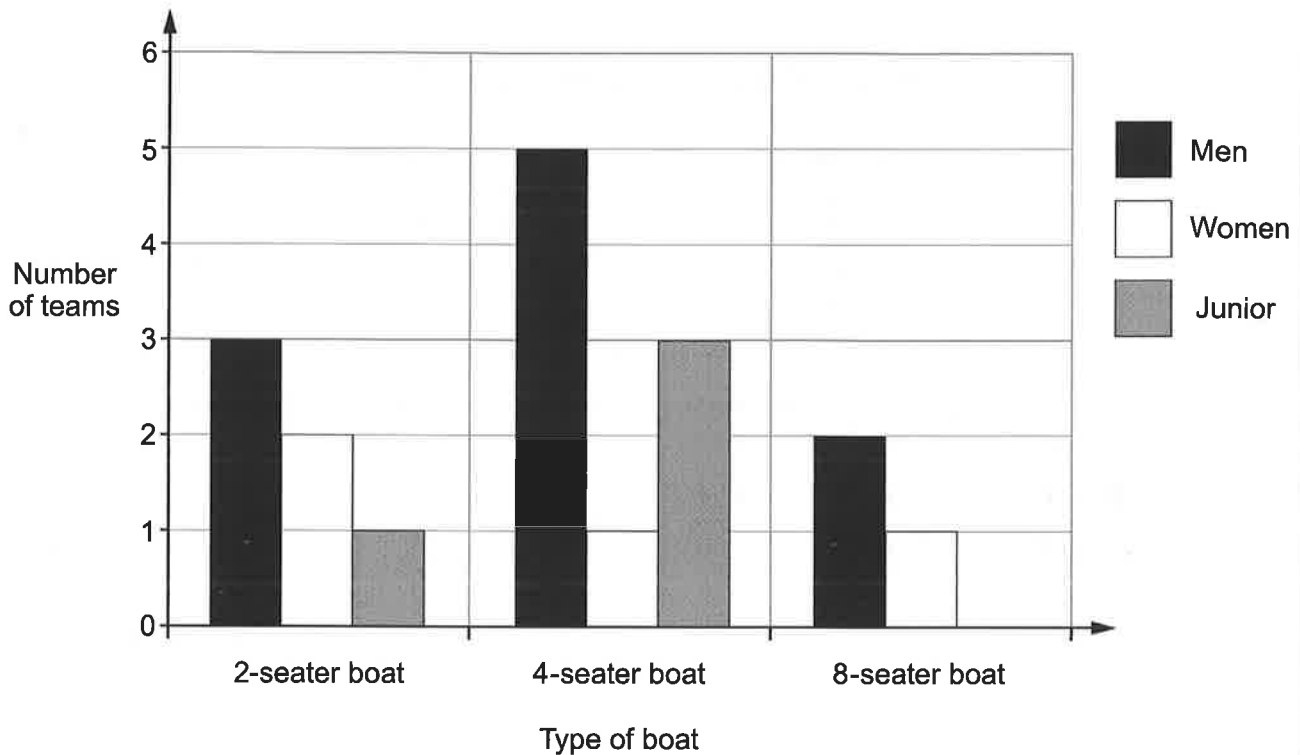 6
5
4
3
2
1
0
Number
of teams
2-seater boat
4-seater boat
8-seater boat
Type of boat
Men
Women
Junior